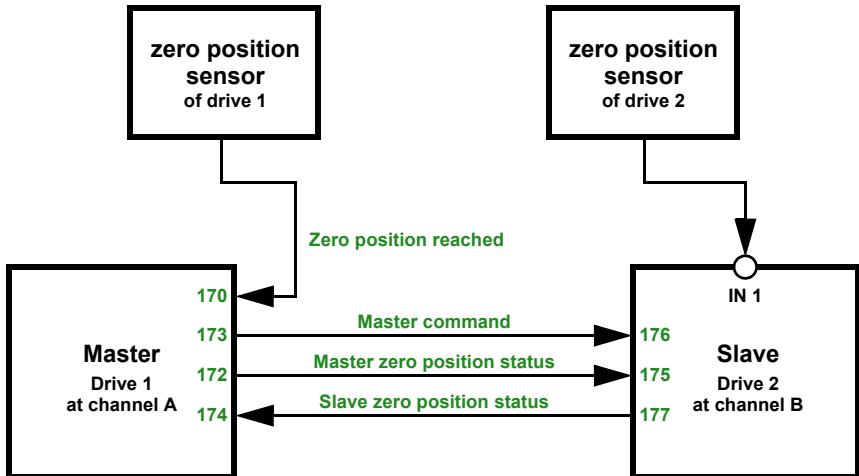 zero position
sensor
of drive 1
zero position
sensor
of drive 2
Zero position reached
IN 1
170
173
172
174
Master
Drive 1
at channel A
Master command
Master zero position status
Slave zero position status
176
175
177
Slave
Drive 2
at channel B